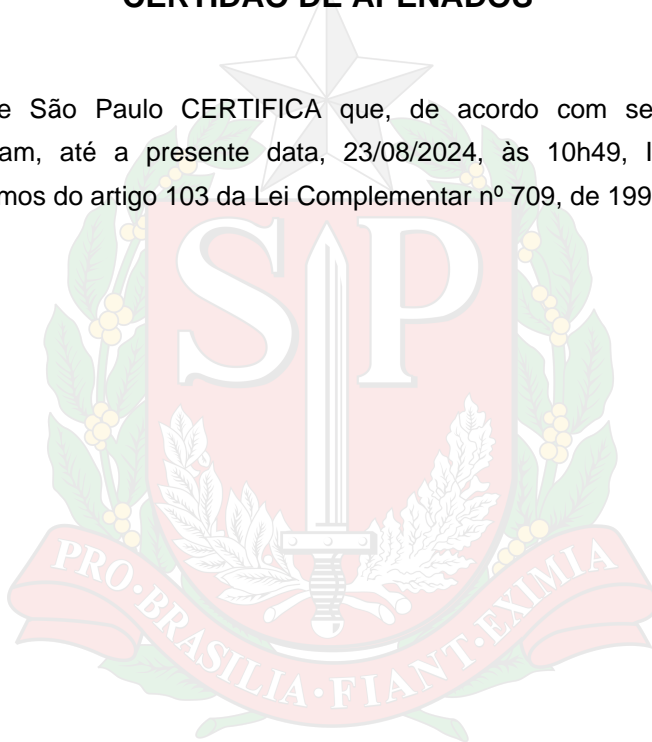 CERTIDÃO DE APENADOS
e São Paulo CERTIFICA que, de acordo com se
am, até a presente data, 23/08/2024, às 10h49, I
mos do artigo 103 da Lei Complementar nº 709, de 199
SP
PRO·BRASILIA·FIANT·EXIMIA